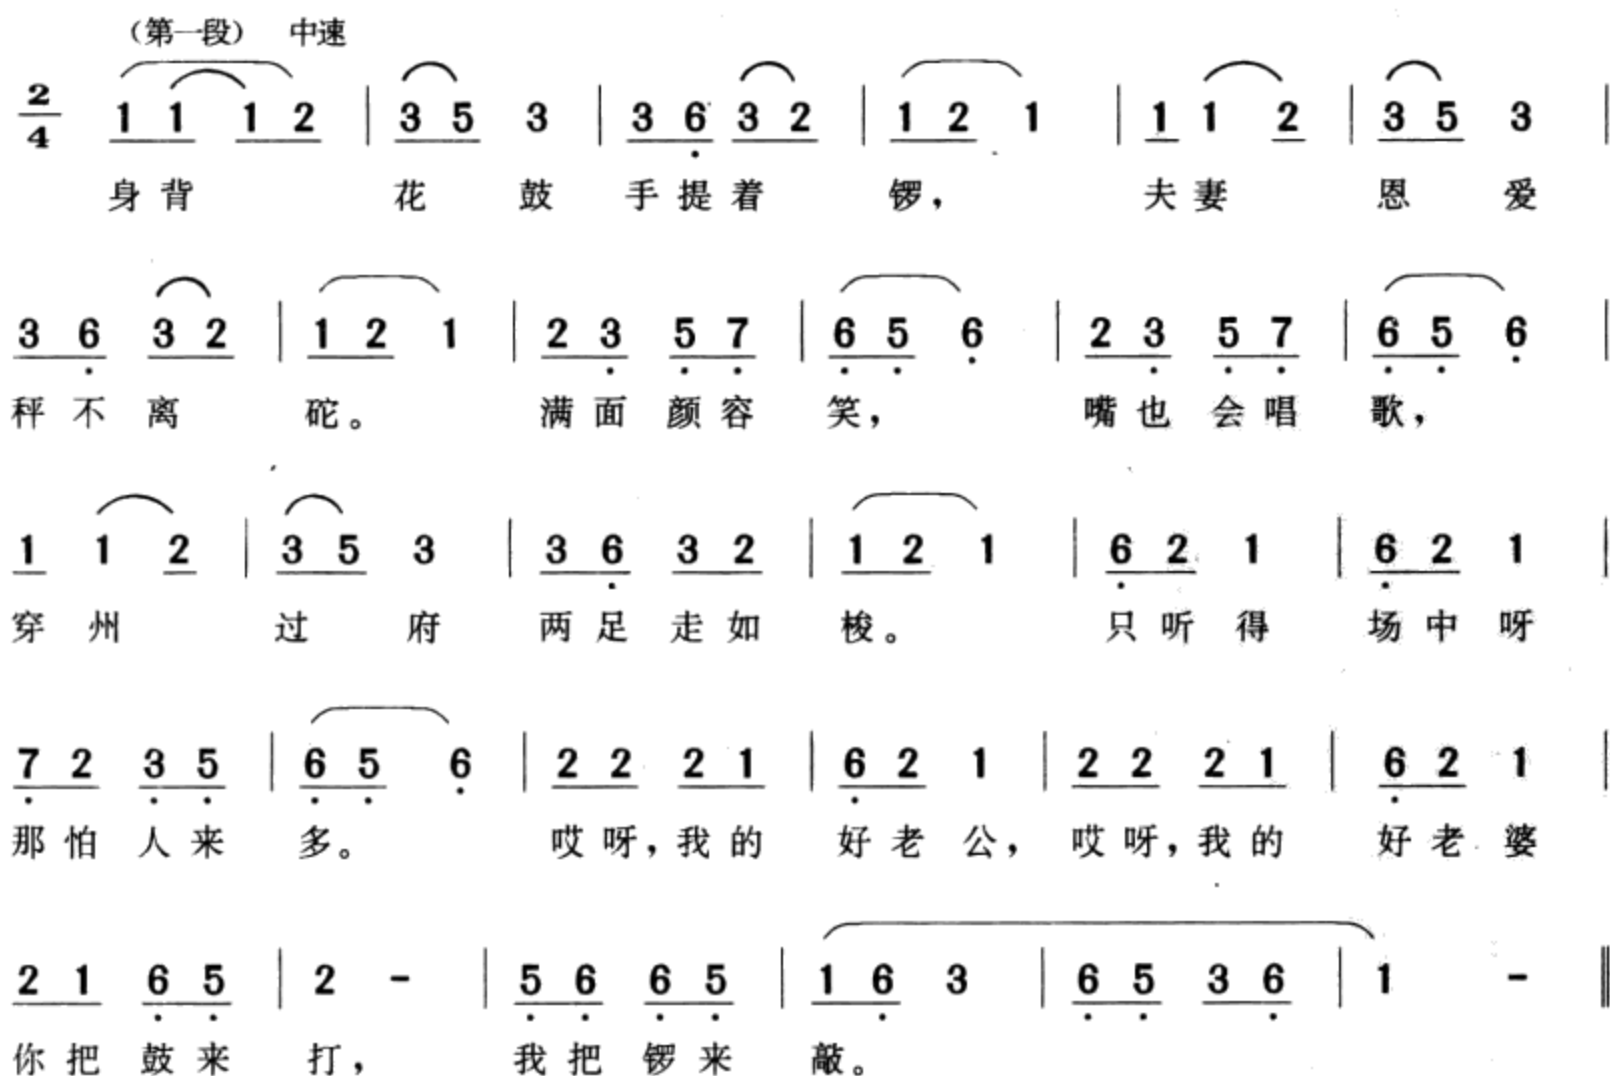 （第一段） 中速
2/4 1 1 1 2 | 3 5 3 | 3 6 3 2 | 1 2 1 | 1 1 2 | 3 5 3 |
身背 花 鼓 手提着 锣， 夫妻 恩 爱
3 6 3 2 | 1 2 1 | 2 3 5 7 | 6 5 6 | 2 3 5 7 | 6 5 6 |
秤不离 砣。 满面颜容 笑， 嘴也会唱 歌，
1 1 2 | 3 5 3 | 3 6 3 2 | 1 2 1 | 6 2 1 | 6 2 1 |
穿州 过 府 两足走如 梭。 只听得 场中呀
7 2 3 5 | 6 5 6 | 2 2 2 1 | 6 2 1 | 2 2 2 1 | 6 2 1 |
那怕人来 多。 哎呀，我的 好老公， 哎呀，我的 好老婆
2 1 6 5 | 2 - | 5 6 6 5 | 1 6 3 | 6 5 3 6 | 1 - ‖
你把鼓来 打， 我把锣来 敲。